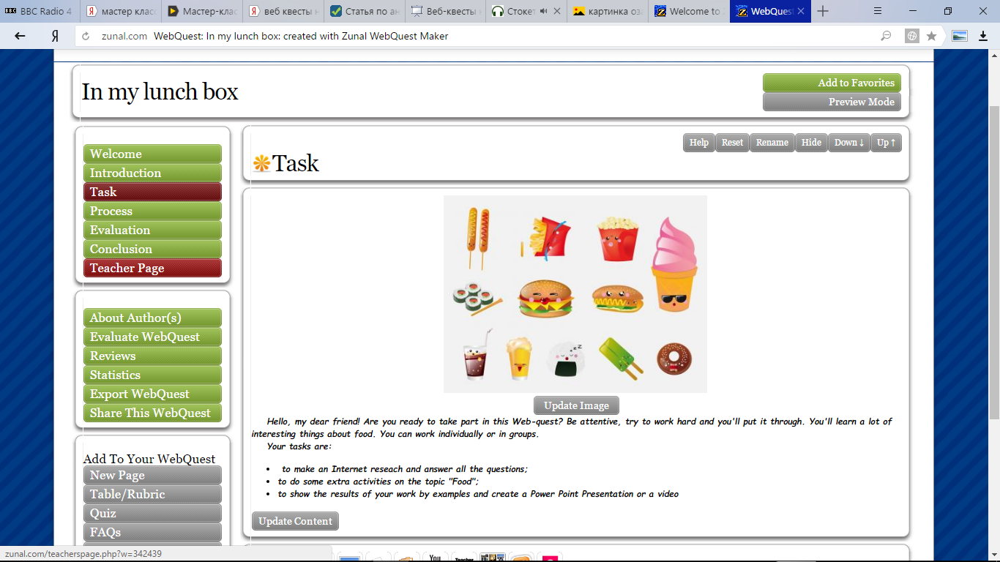 BBC Radio 4
мастер клас
Мастер-клас
веб квесты н
Статья по ан
Веб-квесты
Стокет
картинка оза
Welcome to
WebQuest
zunal.com WebQuest: In my lunch box: created with Zunal WebQuest Maker
In my lunch box
Add to Favorites
Preview Mode
Welcome
Introduction
Task
Process
Evaluation
Conclusion
Teacher Page
About Author(s)
Evaluate WebQuest
Reviews
Statistics
Export WebQuest
Share This WebQuest
Add To Your WebQuest
New Page
Table/Rubric
Quiz
FAQs
Help Reset Rename Hide Down↓ Up↑
Task
Update Image
Hello, my dear friend! Are you ready to take part in this Web-quest? Be attentive, try to work hard and you'll put it through. You'll learn a lot of
interesting things about food. You can work individually or in groups.
Your tasks are:
• to make an Internet reseach and answer all the questions;
• to do some extra activities on the topic "Food";
• to show the results of your work by examples and create a Power Point Presentation or a video
Update Content
zunal.com/teacherspage.php?w=342439
You
Teacher